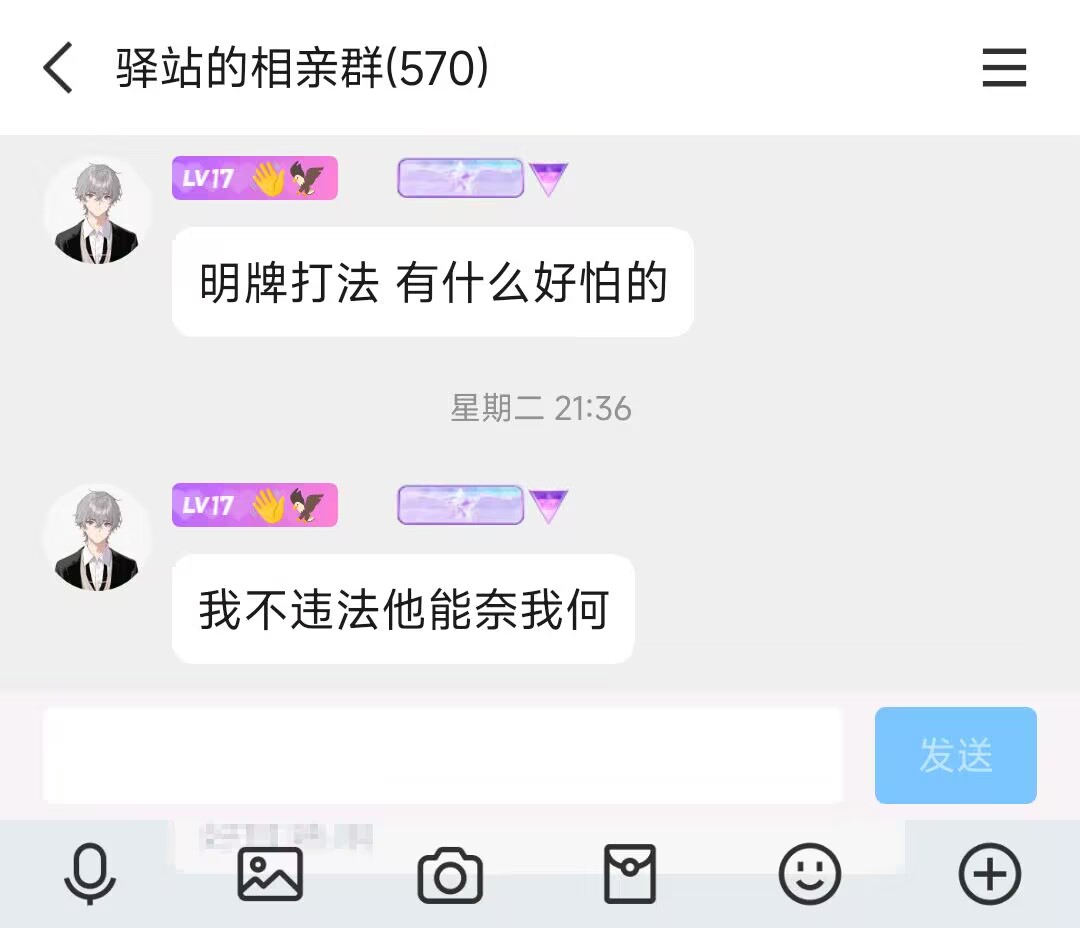 驿站的相亲群(570)
LV17 👋🦅
明牌打法 有什么好怕的
星期二 21:36
LV17 👋🦅
我不违法他能奈我何
发送